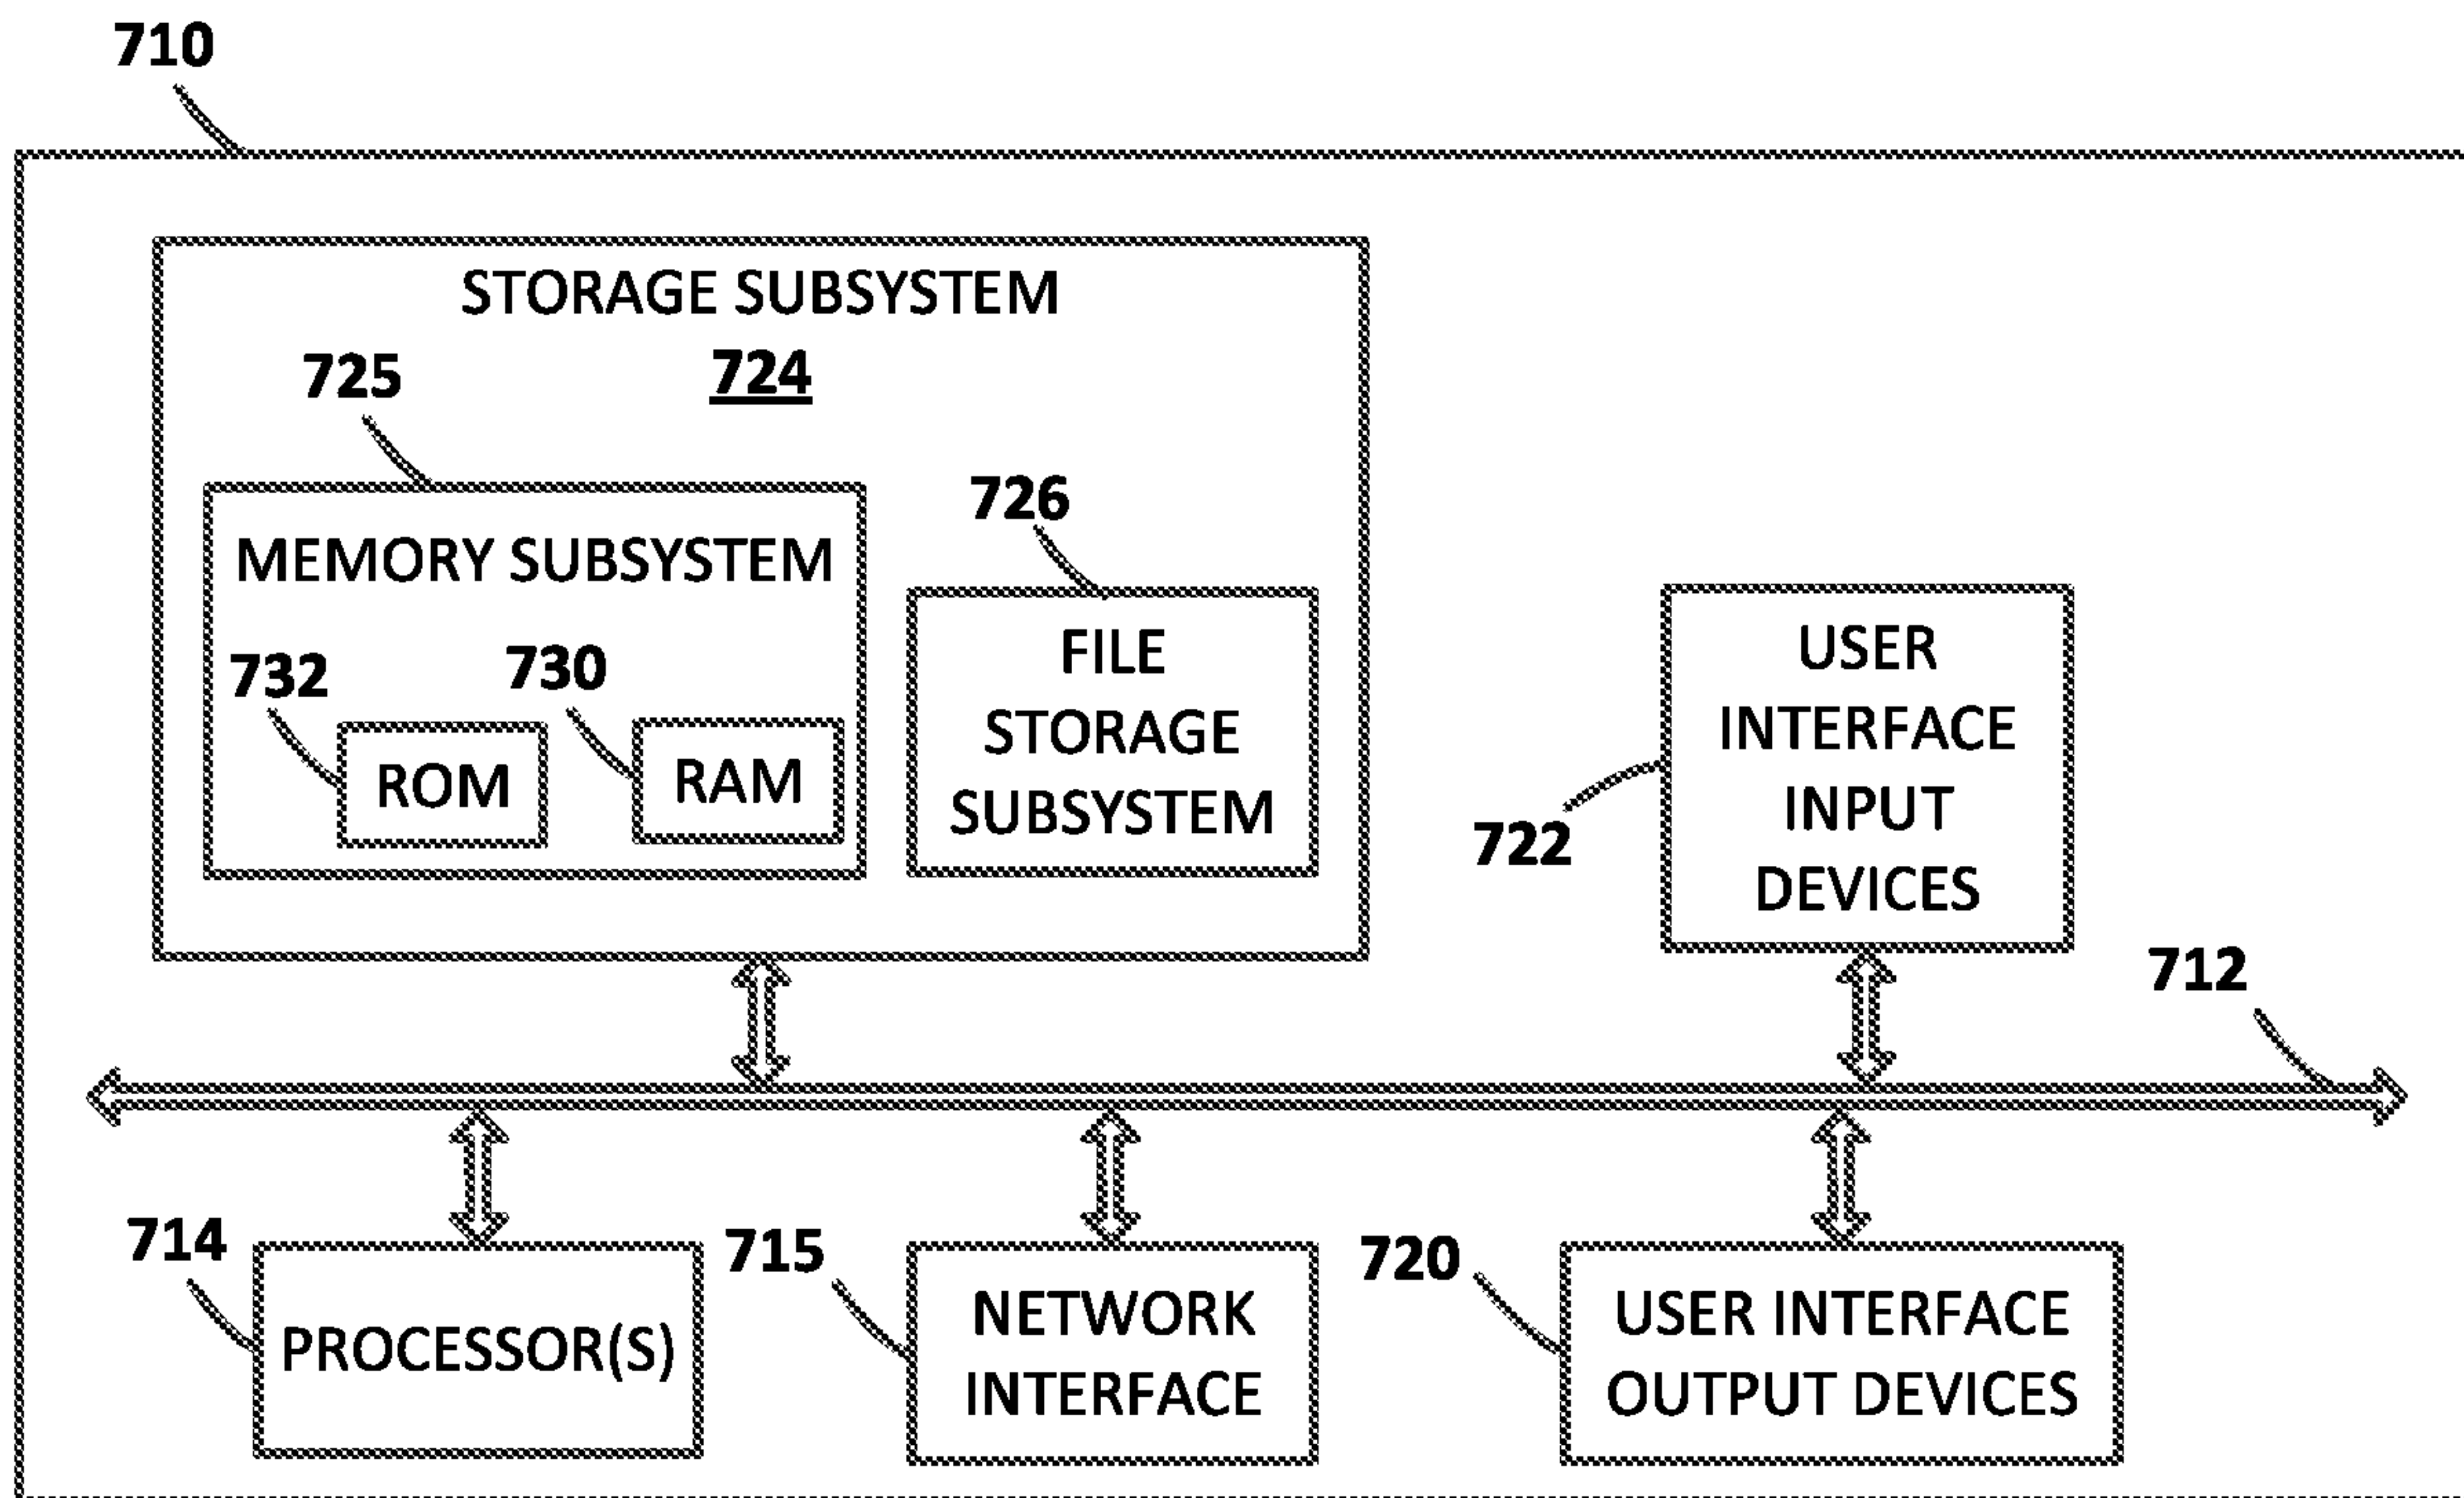 710
STORAGE SUBSYSTEM
724
725
MEMORY SUBSYSTEM
732
ROM
730
RAM
726
FILE
STORAGE
SUBSYSTEM
USER
INTERFACE
INPUT
DEVICES
722
712
714
PROCESSOR(S)
715
NETWORK
INTERFACE
720
USER INTERFACE
OUTPUT DEVICES